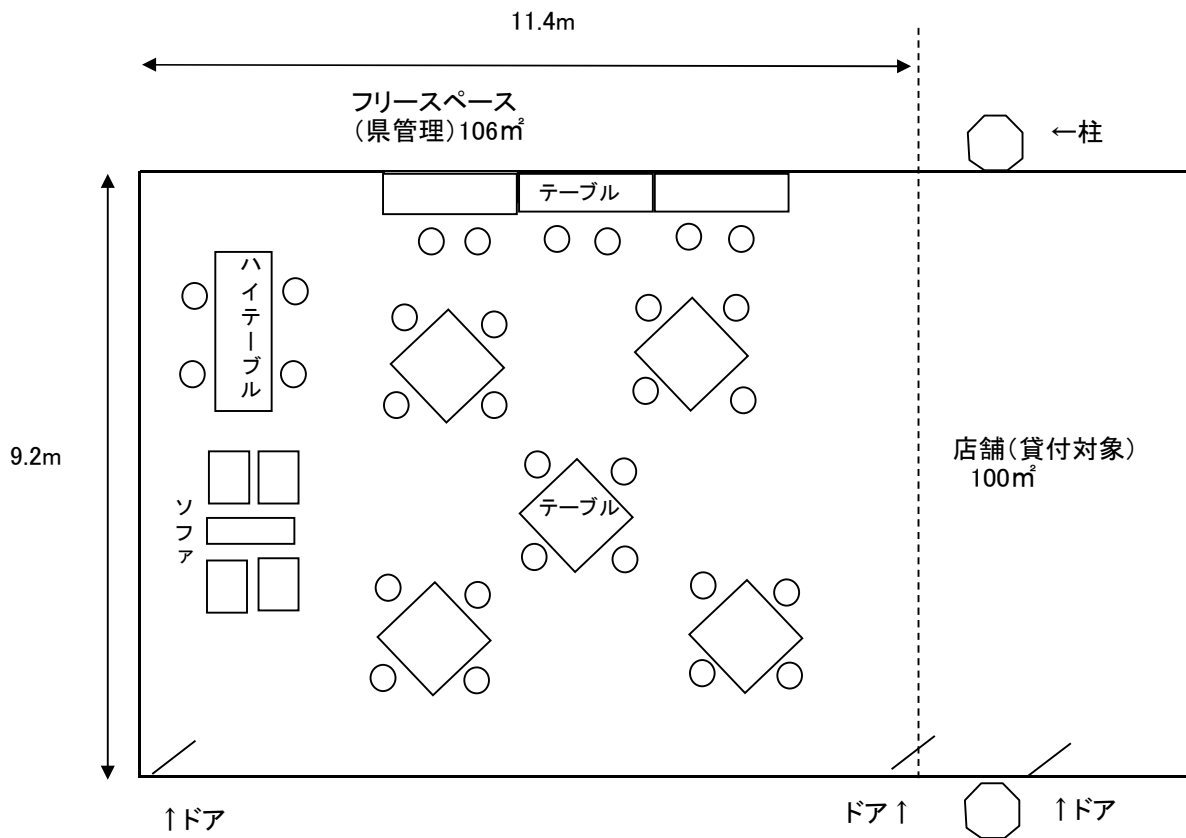 11.4m
フリースペース
（県管理）106㎡
←柱
テーブル
ハイテーブル
9.2m
店舗（貸付対象）
100㎡
ソファ
テーブル
↑ドア
ドア↑
↑ドア